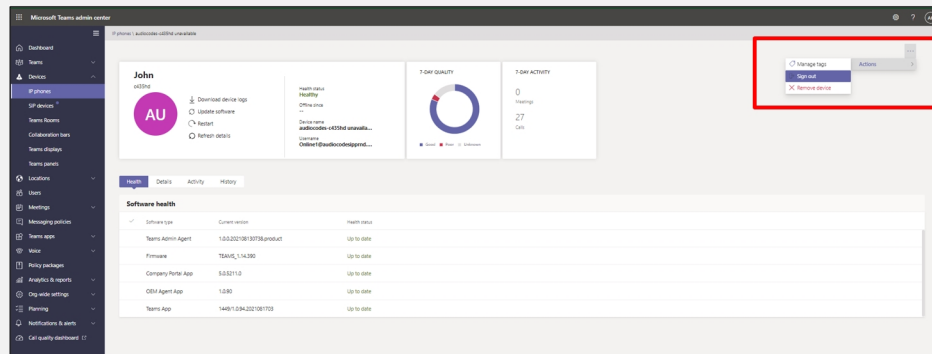 Microsoft Teams admin center
?
Dashboard
Teams
Devices
IP phones
SIP devices
Teams Rooms
Collaboration bars
Teams displays
Teams panels
Locations
Users
Meetings
Messaging policies
Teams apps
Voice
Policy packages
Analytics & reports
Org-wide settings
Planning
Notifications & alerts
Call quality dashboard
IP phones \ audiocodes-c435hd unavailable
Manage tags
Actions
Sign out
Remove device
John
c435hd
AU
Download device logs
Update software
Restart
Refresh details
Health status
Healthy
Offline since
--
Device name
audiocodes-c435hd unavaila...
Username
Online1@audiocodesipprnd....
7-DAY QUALITY
Good
Poor
Unknown
7-DAY ACTIVITY
0
Meetings
27
Calls
Health Details Activity History
Software health
Software type Current version Health status
Teams Admin Agent 1.0.0.202108130738.product Up to date
Firmware TEAMS_1.14.390 Up to date
Company Portal App 5.0.5211.0 Up to date
OEM Agent App 1.0.90 Up to date
Teams App 1449/1.0.94.2021061703 Up to date